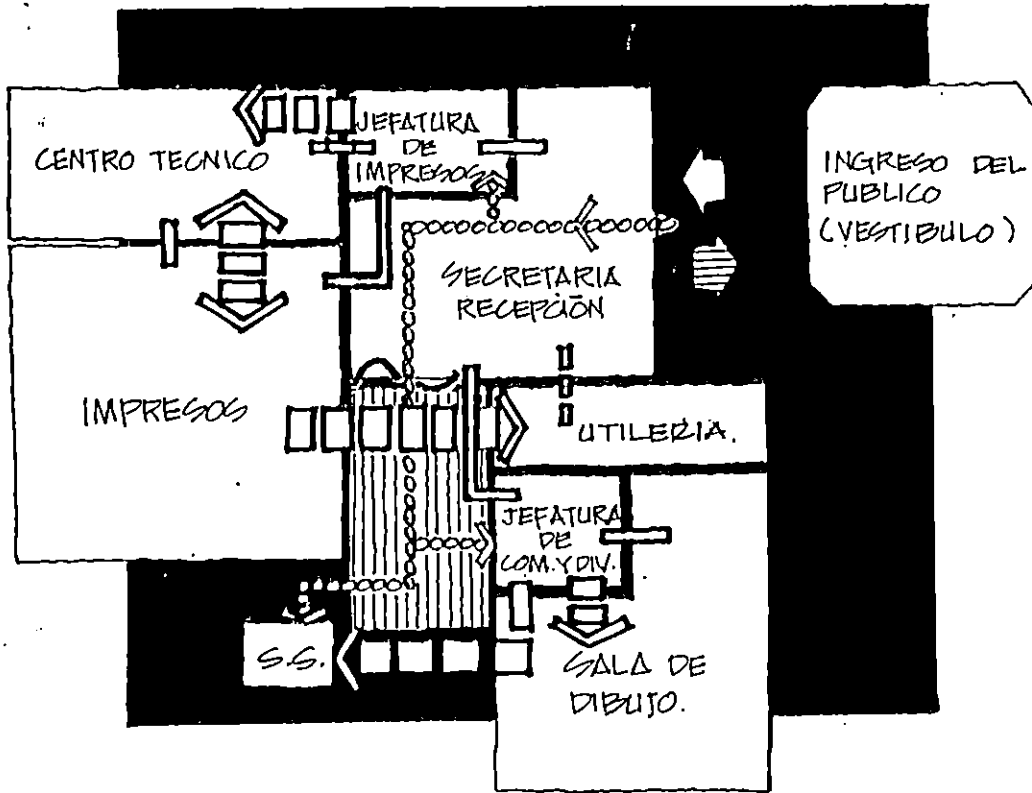 CENTRO TECNICO
JEFATURA
DE
IMPRESOS
INGRESO DEL
PUBLICO
(VESTIBULO)
SECRETARIA
RECEPCIÓN
IMPRESOS
UTILERIA.
JEFATURA
DE
COM. Y DIV.
S.S.
SALA DE
DIBUJO.